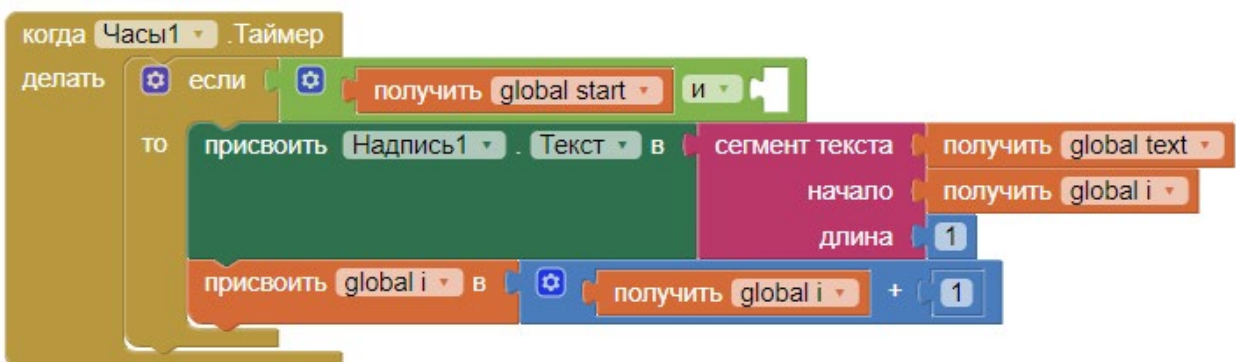 когда Часы1 .Таймер
делать если получить global start и
то присвоить Надпись1 . Текст в сегмент текста получить global text
начало получить global i
длина 1
присвоить global i в получить global i + 1